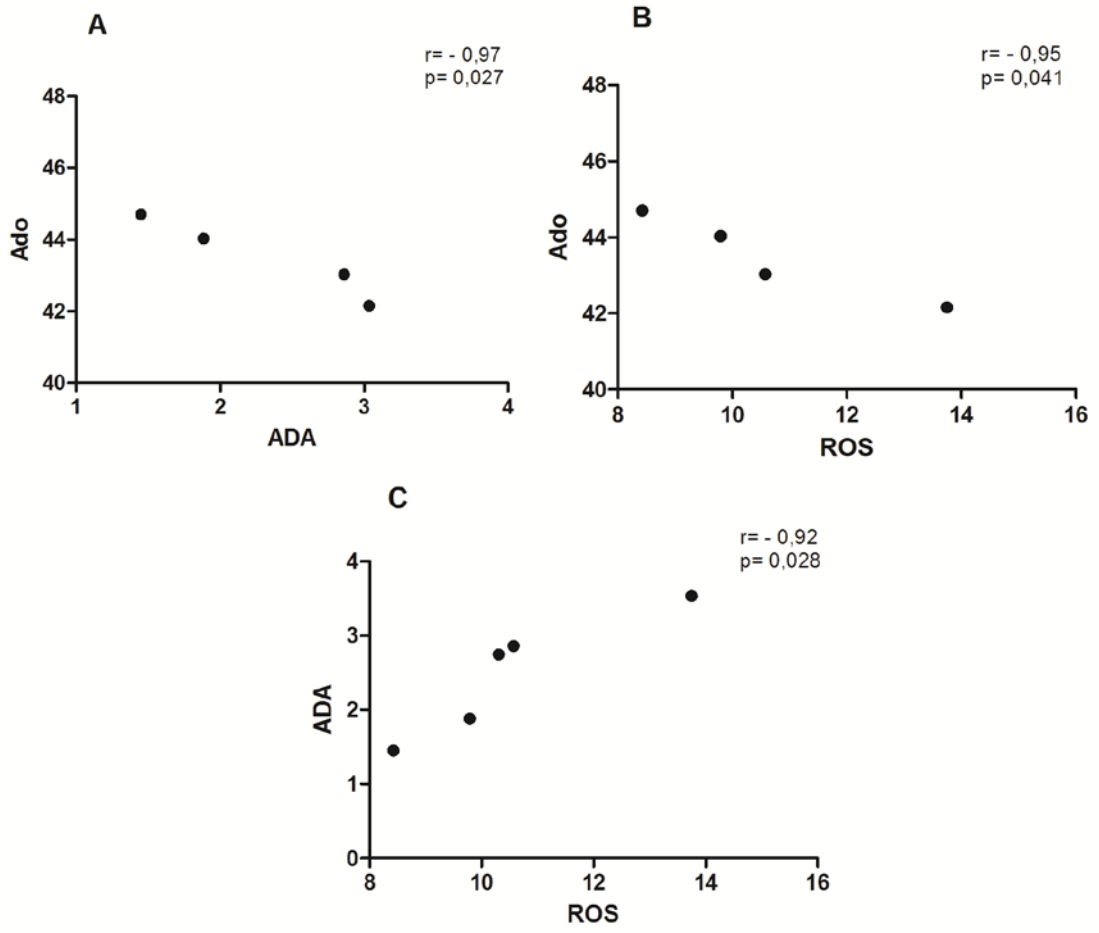 A
r= - 0,97
p= 0,027
48
46
44
42
40
Ado
1 2 3 4
ADA
B
r= - 0,95
p= 0,041
48
46
44
42
40
Ado
8 10 12 14 16
ROS
C
r= - 0,92
p= 0,028
4
3
2
1
0
ADA
8 10 12 14 16
ROS